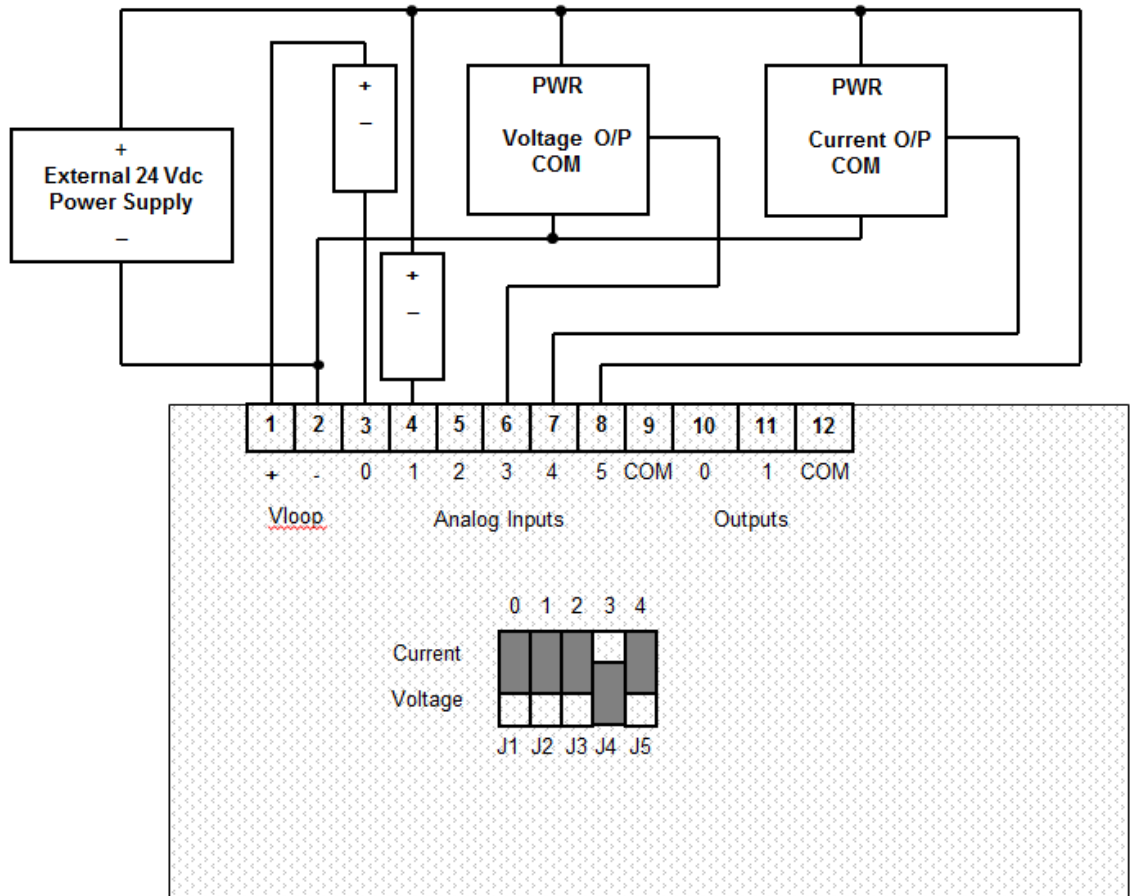 +
External 24 Vdc
Power Supply
–
+
–
+
–
PWR
Voltage O/P
COM
PWR
Current O/P
COM
1 2 3 4 5 6 7 8 9 10 11 12
+ - 0 1 2 3 4 5 COM 0 1 COM
Vloop Analog Inputs Outputs
0 1 2 3 4
Current
Voltage
J1 J2 J3 J4 J5